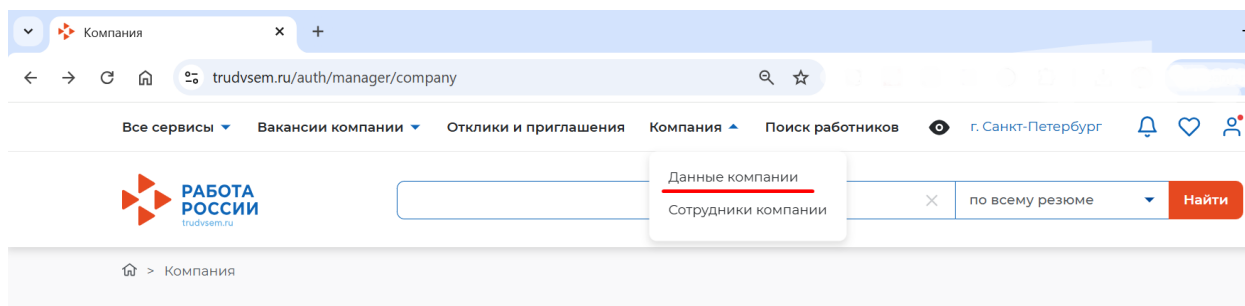 Компания
trudvsem.ru/auth/manager/company
Все сервисы Вакансии компании Отклики и приглашения Компания Поиск работников г. Санкт-Петербург
Данные компании
Сотрудники компании
РАБОТА
РОССИИ
trudvsem.ru
по всему резюме Найти
> Компания